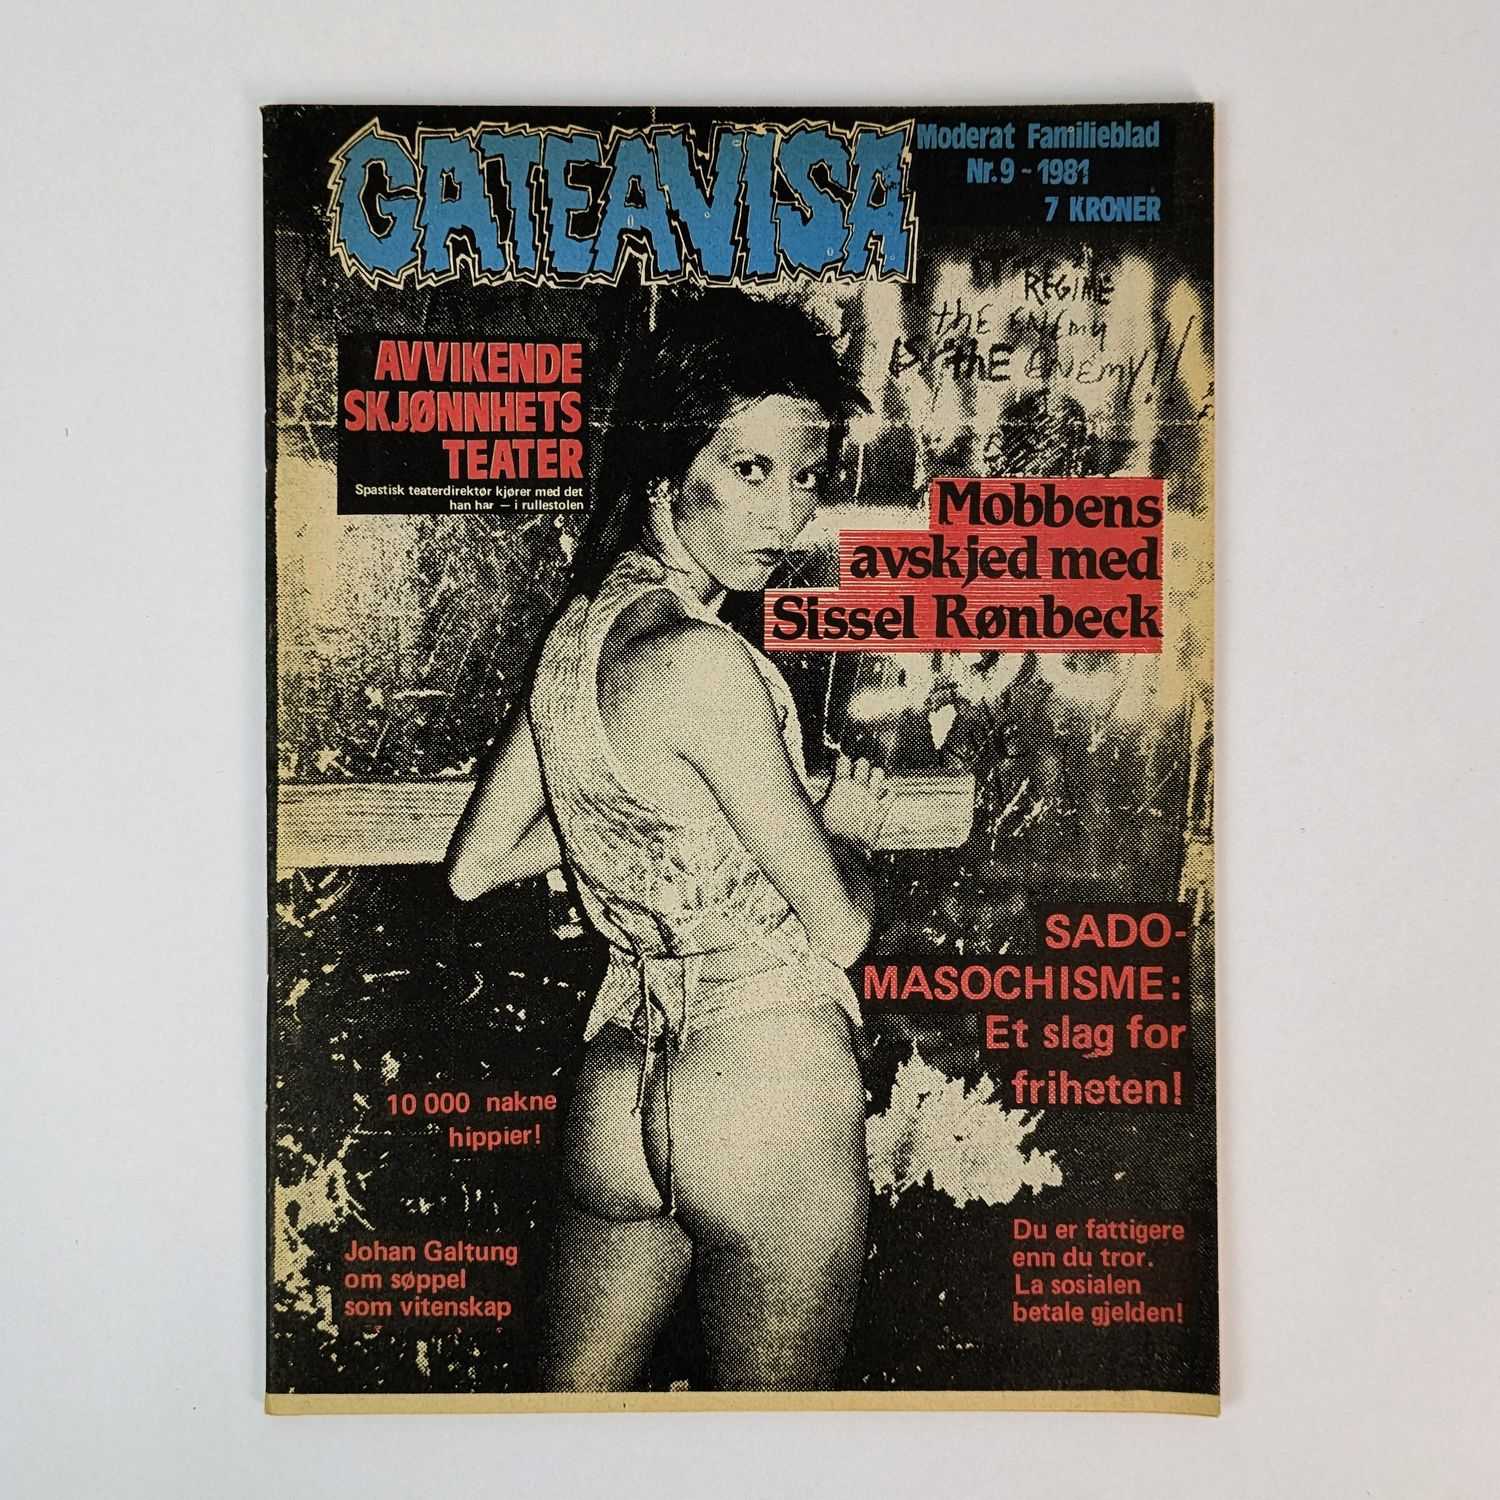 GATEAVISA
Moderat Familieblad
Nr. 9 - 1981
7 KRONER
REGIME
the ENEMY
IS THE ENEMY!!
AVVIKENDE
SKJØNNHETS
TEATER
Spastisk teaterdirektør kjører med det
han har — i rullestolen
Mobbens
avskjed med
Sissel Rønbeck
SADO-
MASOCHISME:
Et slag for
friheten!
10 000 nakne
hippier!
Johan Galtung
om søppel
som vitenskap
Du er fattigere
enn du tror.
La sosialen
betale gjelden!